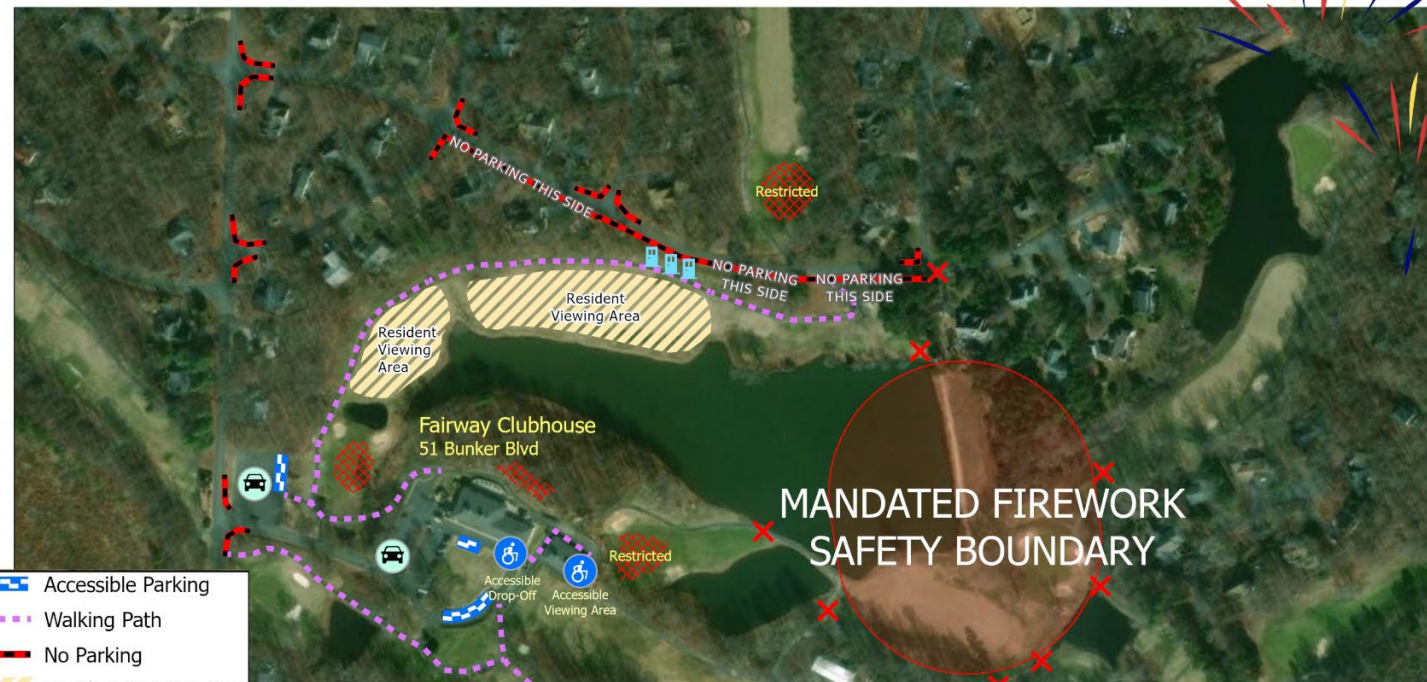 NO PARKING THIS SIDE
Restricted
NO PARKING
THIS SIDE
NO PARKING
THIS SIDE
Resident
Viewing Area
Resident
Viewing
Area
Fairway Clubhouse
51 Bunker Blvd
MANDATED FIREWORK
SAFETY BOUNDARY
Restricted
Accessible
Drop-Off
Accessible
Viewing Area
Accessible Parking
Walking Path
No Parking